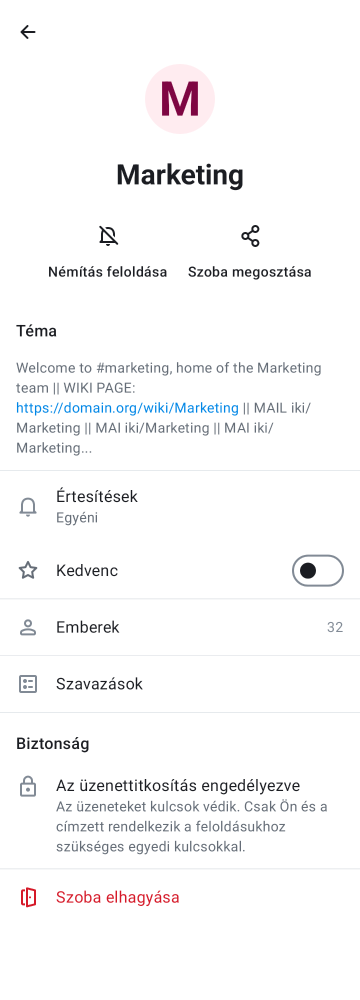 M
Marketing
Némítás feloldása
Szoba megosztása
Téma
Welcome to #marketing, home of the Marketing
team || WIKI PAGE:
https://domain.org/wiki/Marketing || MAIL iki/
Marketing || MAI iki/Marketing || MAI iki/
Marketing...
Értesítések
Egyéni
Kedvenc
Emberek 32
Szavazások
Biztonság
Az üzenettitkosítás engedélyezve
Az üzeneteket kulcsok védik. Csak Ön és a
címzett rendelkezik a feloldásukhoz
szükséges egyedi kulcsokkal.
Szoba elhagyása